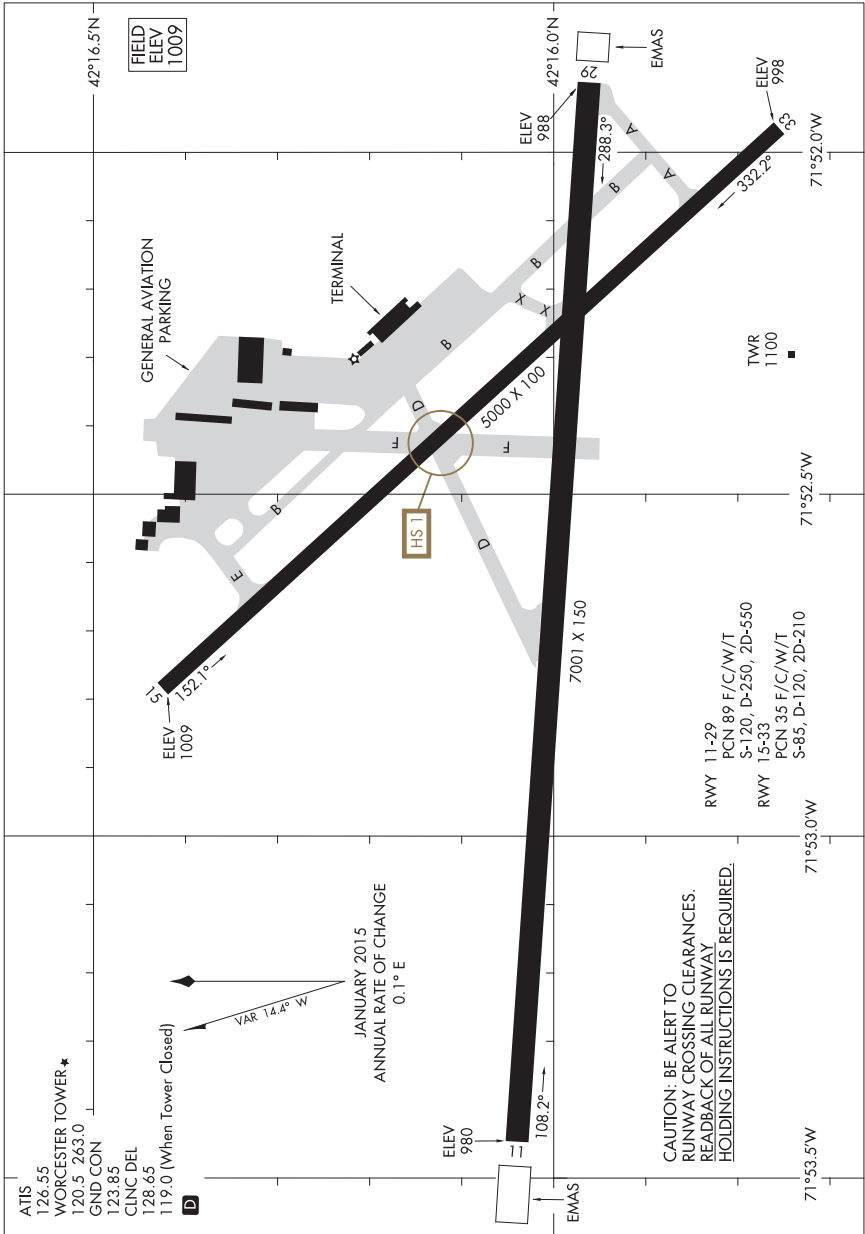 ATIS
126.55
WORCESTER TOWER★
120.5 263.0
GND CON
123.85
CLNC DEL
128.65
119.0 (When Tower Closed)
D
VAR 14.4° W
JANUARY 2015
ANNUAL RATE OF CHANGE
0.1° E
FIELD
ELEV
1009
42°16.5'N
42°16.0'N
GENERAL AVIATION
PARKING
TERMINAL
ELEV
1009
15
152.1°
E
B
F
D
HS 1
B
D
F
5000 X 100
X
X
B
B
A
A
ELEV
988
29
288.3°
EMAS
ELEV
998
33
332.2°
ELEV
980
11
108.2°
EMAS
7001 X 150
TWR
1100
RWY 11-29
PCN 89 F/C/W/T
S-120, D-250, 2D-550
RWY 15-33
PCN 35 F/C/W/T
S-85, D-120, 2D-210
CAUTION: BE ALERT TO
RUNWAY CROSSING CLEARANCES.
READBACK OF ALL RUNWAY
HOLDING INSTRUCTIONS IS REQUIRED.
71°53.5'W
71°53.0'W
71°52.5'W
71°52.0'W